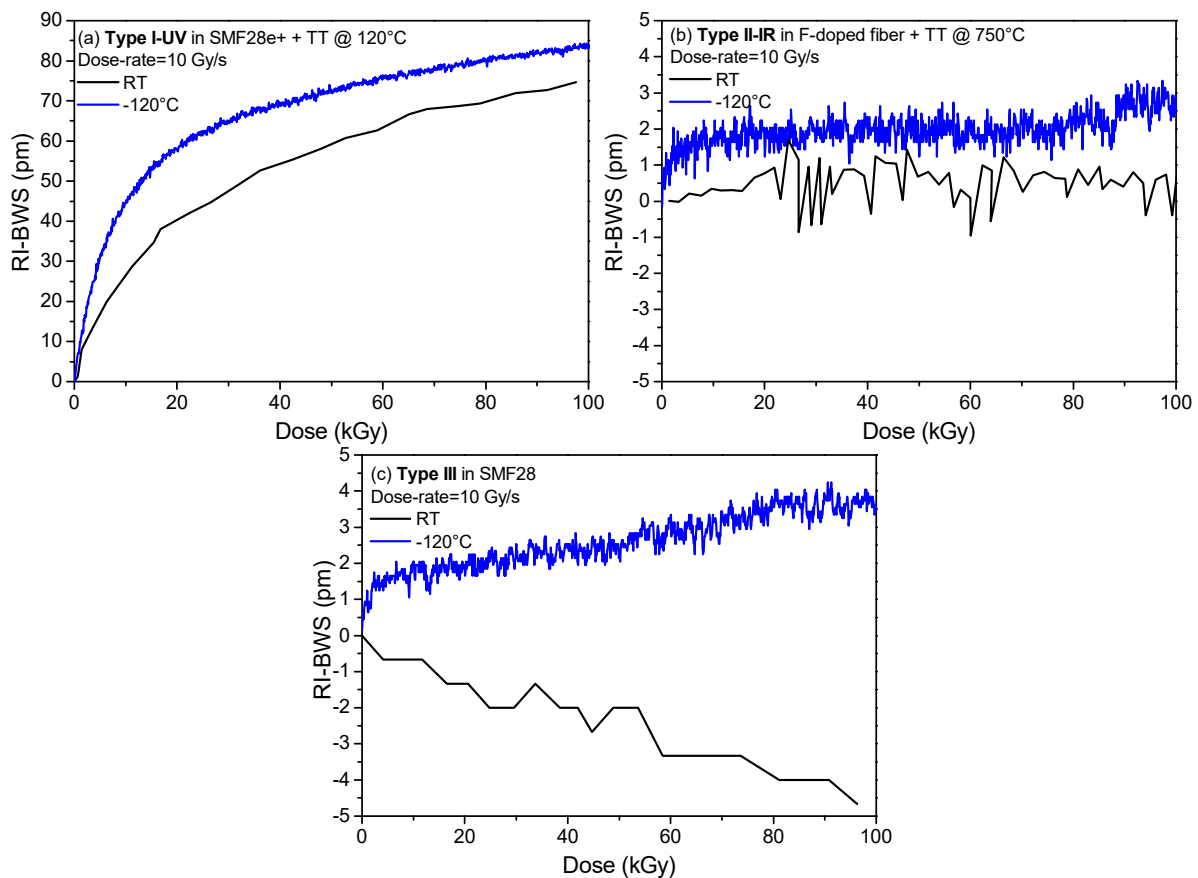 (a) Type I-UV in SMF28e+ + TT @ 120°C
Dose-rate=10 Gy/s
RT
-120°C
90
80
70
60
50
40
30
20
10
0
RI-BWS (pm)
0 20 40 60 80 100
Dose (kGy)
(b) Type II-IR in F-doped fiber + TT @ 750°C
Dose-rate=10 Gy/s
RT
-120°C
5
4
3
2
1
0
-1
-2
-3
-4
-5
RI-BWS (pm)
0 20 40 60 80 100
Dose (kGy)
(c) Type III in SMF28
Dose-rate=10 Gy/s
RT
-120°C
5
4
3
2
1
0
-1
-2
-3
-4
-5
RI-BWS (pm)
0 20 40 60 80 100
Dose (kGy)